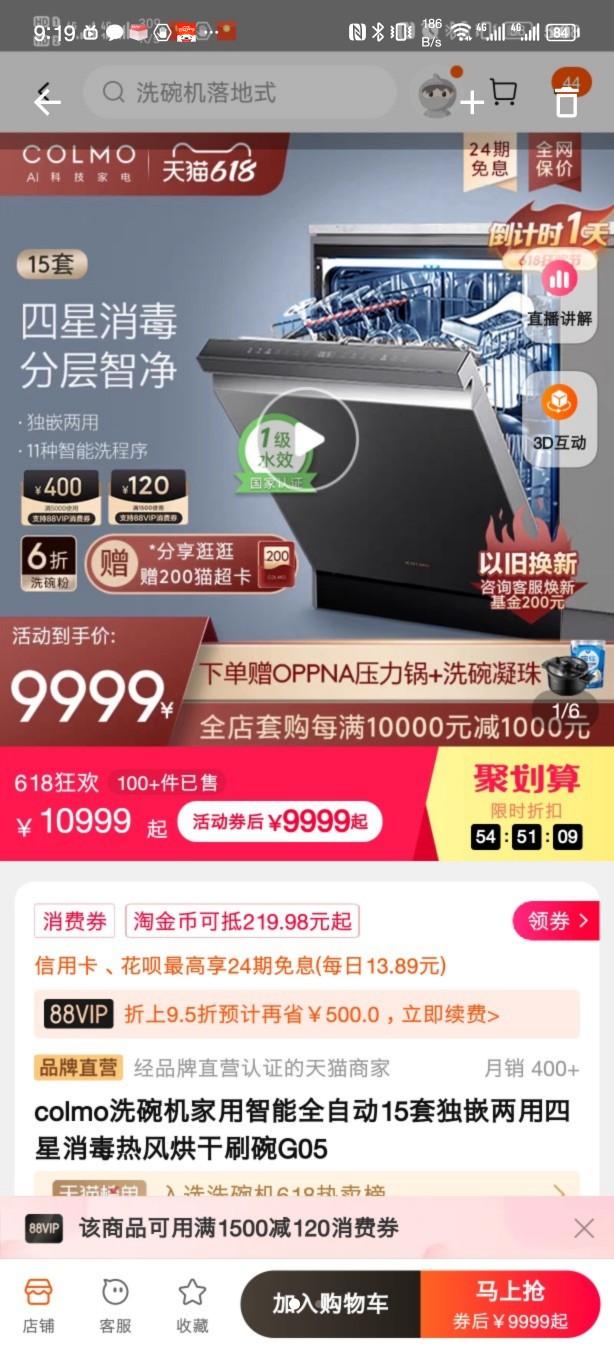 9:19
186
B/s
4G
4G
84
洗碗机落地式
44
COLMO
AI 科技家电
天猫618
24期
免息
全网
保价
倒计时1天
15套
四星消毒
分层智净
直播讲解
·独嵌两用
·11种智能洗程序
1级
水效
国家认证
3D互动
¥400
满5000使用
支持88VIP消费券
¥120
满1500使用
支持88VIP消费券
6折
洗碗粉
赠
*分享逛逛
赠200猫超卡
200
COLMO
以旧换新
咨询客服焕新
基金200元
活动到手价:
9999¥
下单赠OPPNA压力锅+洗碗凝珠
1/6
全店套购每满10000元减1000元
618狂欢 100+件已售
¥ 10999 起 活动券后¥9999起
聚划算
限时折扣
54:51:09
消费券 淘金币可抵219.98元起 领券 >
信用卡、花呗最高享24期免息(每日13.89元)
88VIP 折上9.5折预计再省¥500.0，立即续费>
品牌直营 经品牌直营认证的天猫商家 月销 400+
colmo洗碗机家用智能全自动15套独嵌两用四
星消毒热风烘干刷碗G05
入选洗碗机618热卖榜
88VIP 该商品可用满1500减120消费券
店铺
客服
收藏
加入购物车
马上抢
券后¥9999起